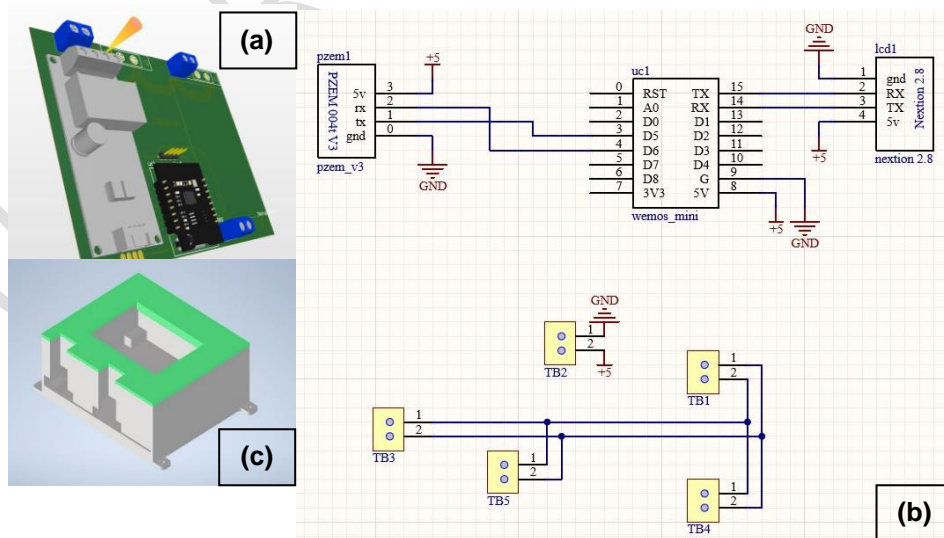 (a)
pzem1
PZEM 004t V3
5v 3
rx 2
tx 1
gnd 0
pzem_v3
+5
GND
uc1
0 RST TX 15
1 A0 RX 14
2 D0 D1 13
3 D5 D2 12
4 D6 D3 11
5 D7 D4 10
6 D8 G 9
7 3V3 5V 8
wemos_mini
+5
GND
GND
lcd1
1 gnd
2 RX
3 TX
4 5v
Nextion 2.8
nextion 2.8
+5
GND
1
2
TB2
+5
1
2
TB1
1
2
TB3
1
2
TB5
1
2
TB4
(c)
(b)